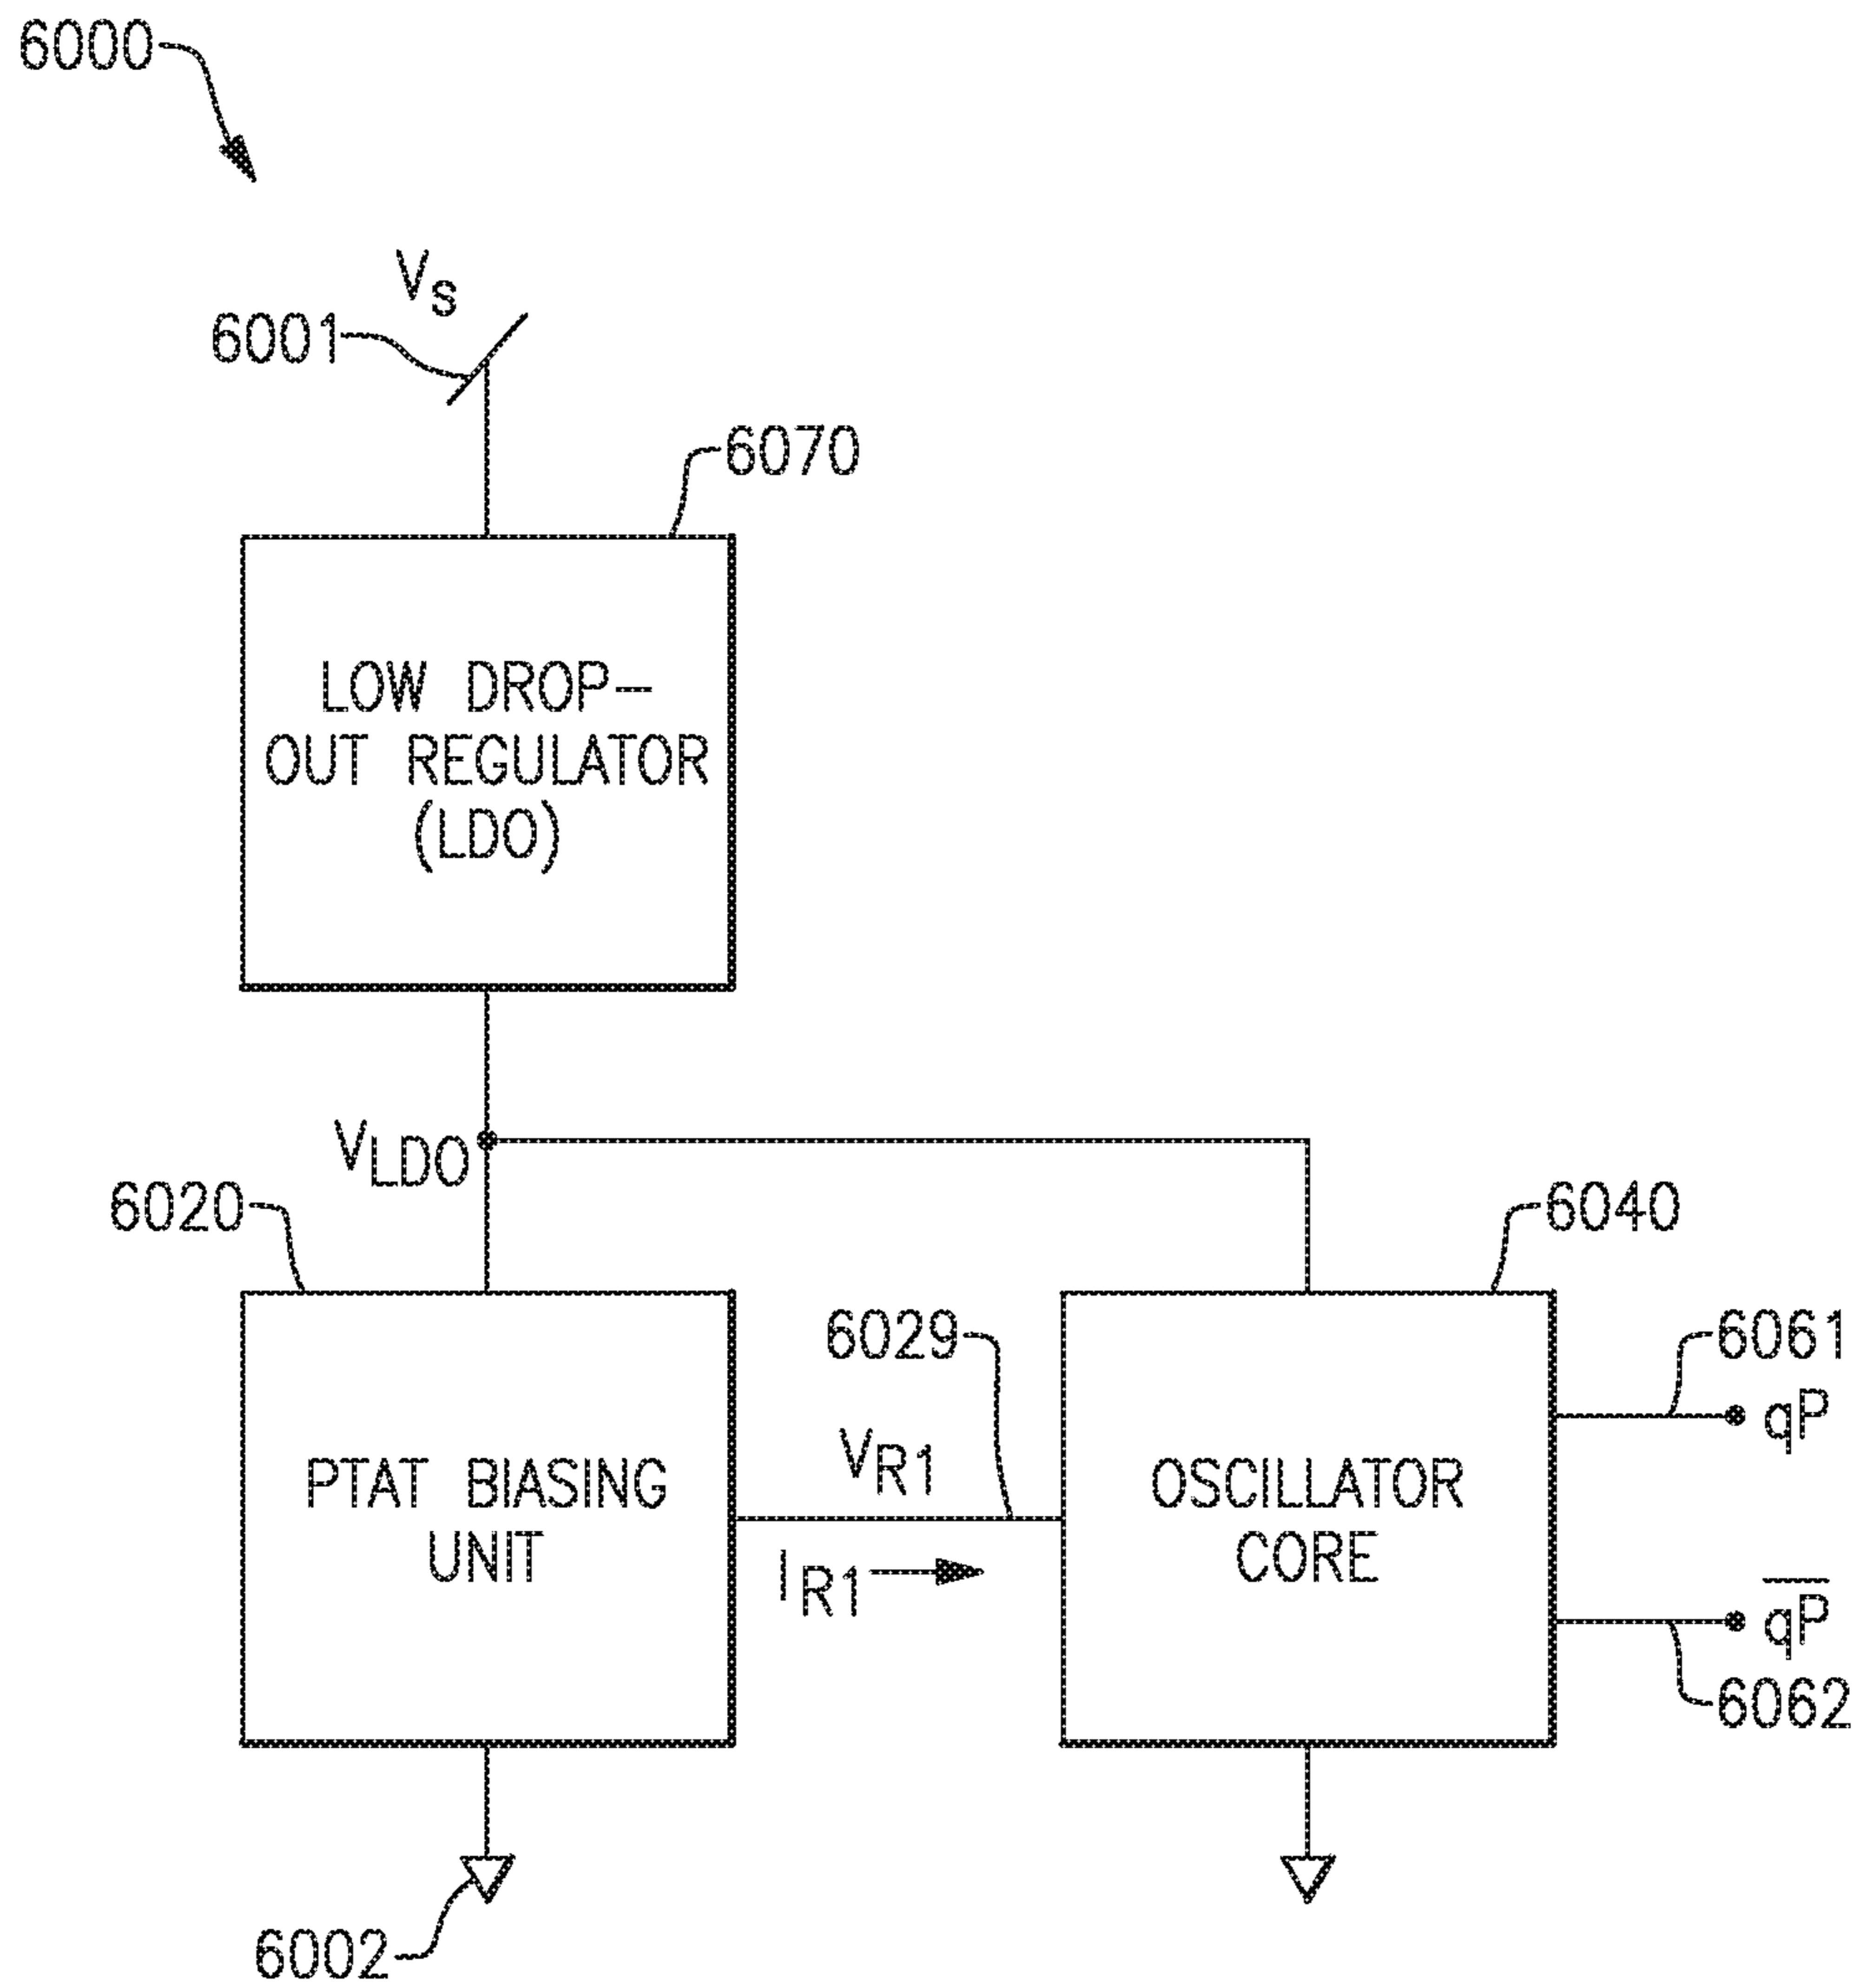 6000
Vs
6001
6070
LOW DROP-
OUT REGULATOR
(LDO)
VLDO
6020
6040
6029
6061
qP
VR1
PTAT BIASING
UNIT
OSCILLATOR
CORE
IR1
q̅P̅
6062
6002